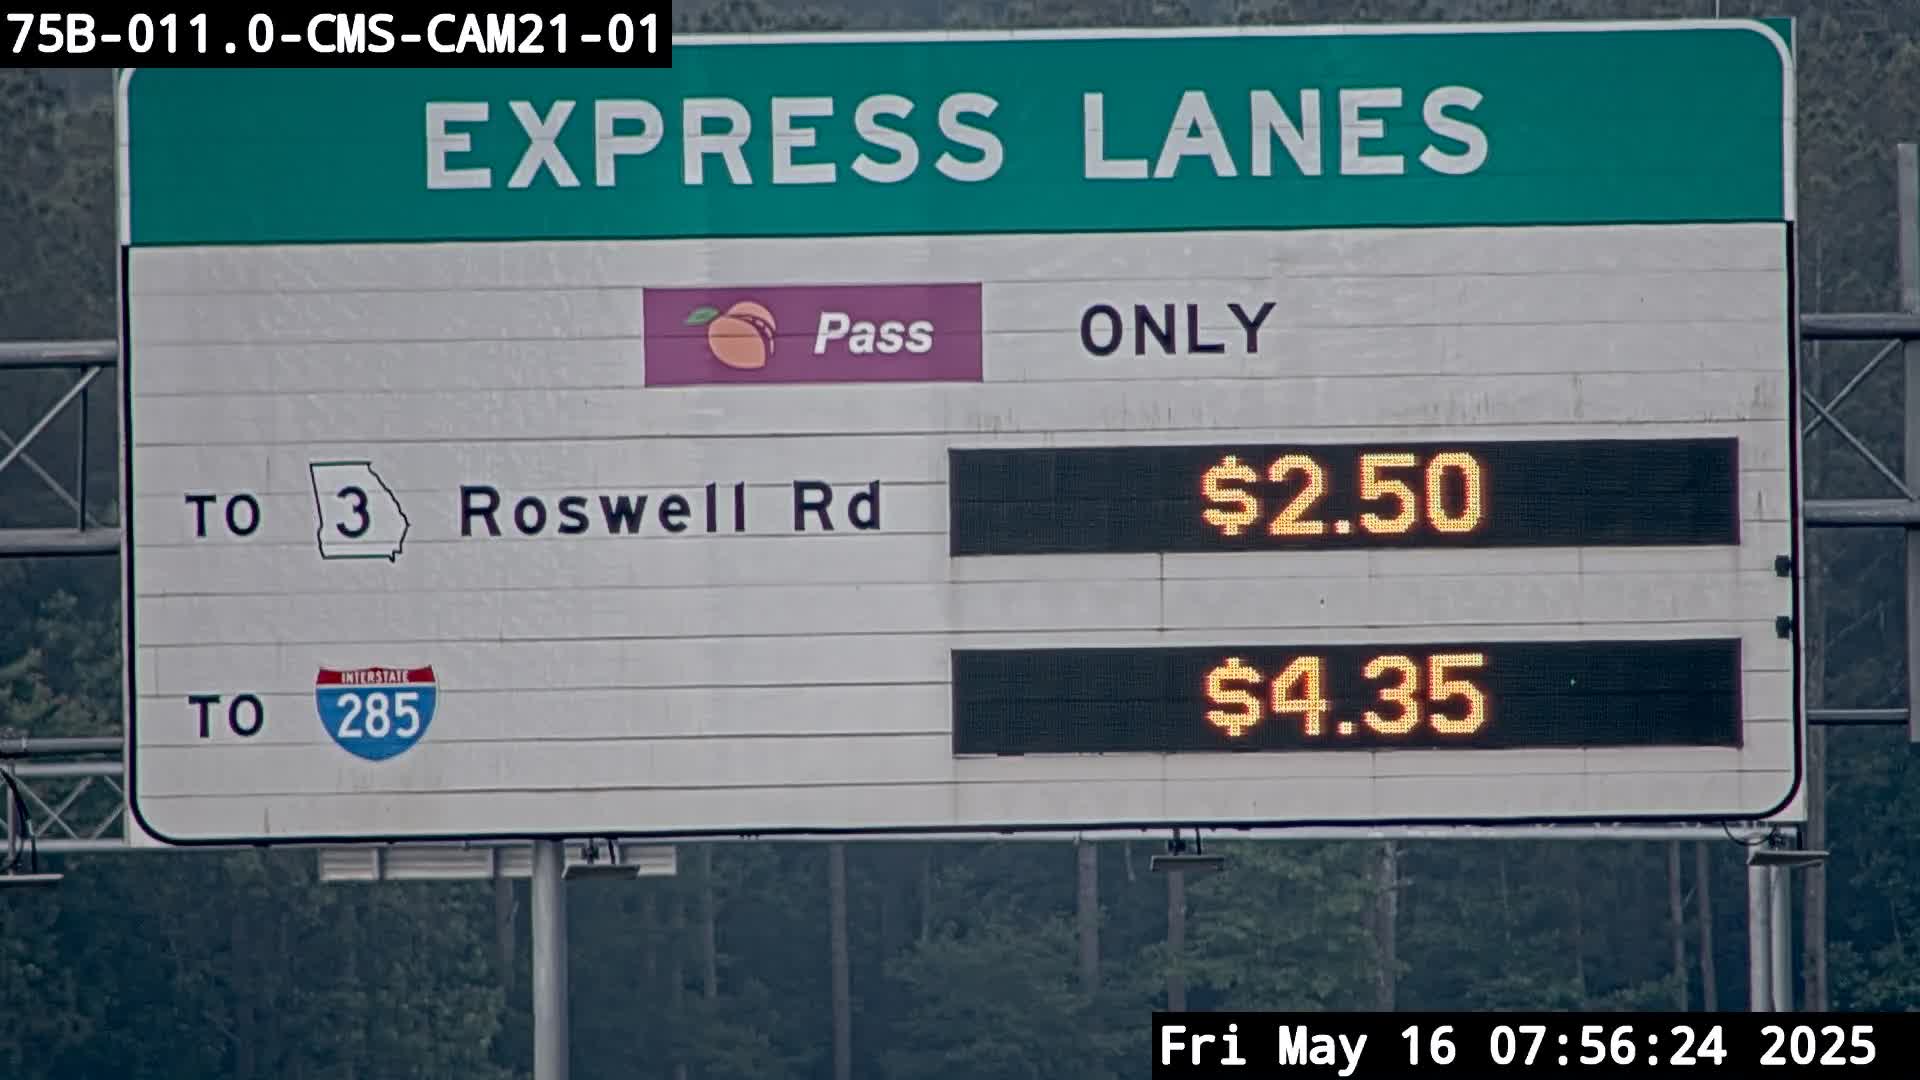 75B-011.0-CMS-CAM21-01
EXPRESS LANES
Pass ONLY
TO 3 Roswell Rd $2.50
INTERSTATE
TO 285 $4.35
Fri May 16 07:56:24 2025